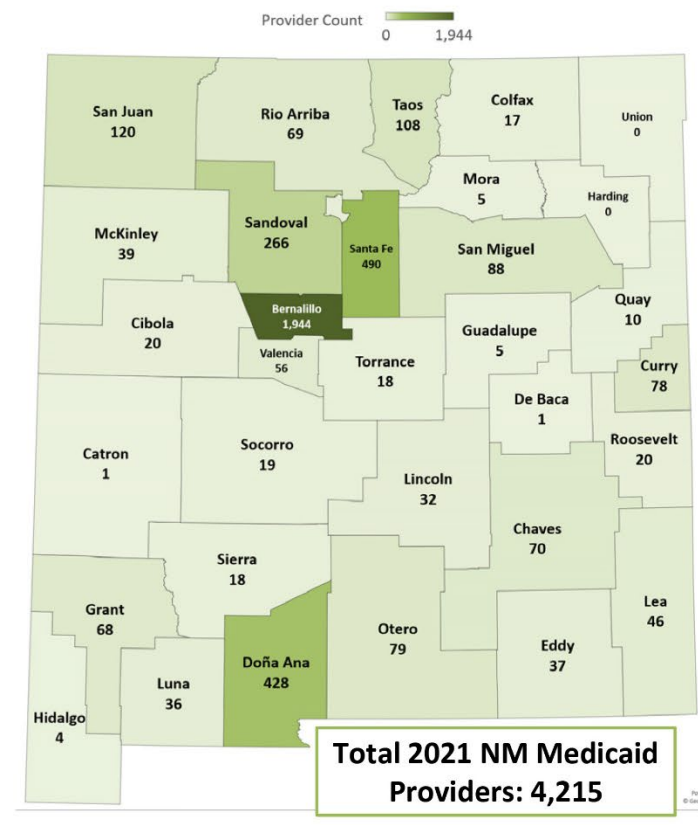 Provider Count
0 1,944
San Juan
120
Rio Arriba
69
Taos
108
Colfax
17
Union
0
Mora
5
Harding
0
McKinley
39
Sandoval
266
Santa Fe
490
San Miguel
88
Bernalillo
1,944
Cibola
20
Valencia
56
Torrance
18
Guadalupe
5
Quay
10
Curry
78
De Baca
1
Roosevelt
20
Catron
1
Socorro
19
Lincoln
32
Chaves
70
Sierra
18
Grant
68
Doña Ana
428
Otero
79
Eddy
37
Lea
46
Luna
36
Hidalgo
4
Total 2021 NM Medicaid
Providers: 4,215